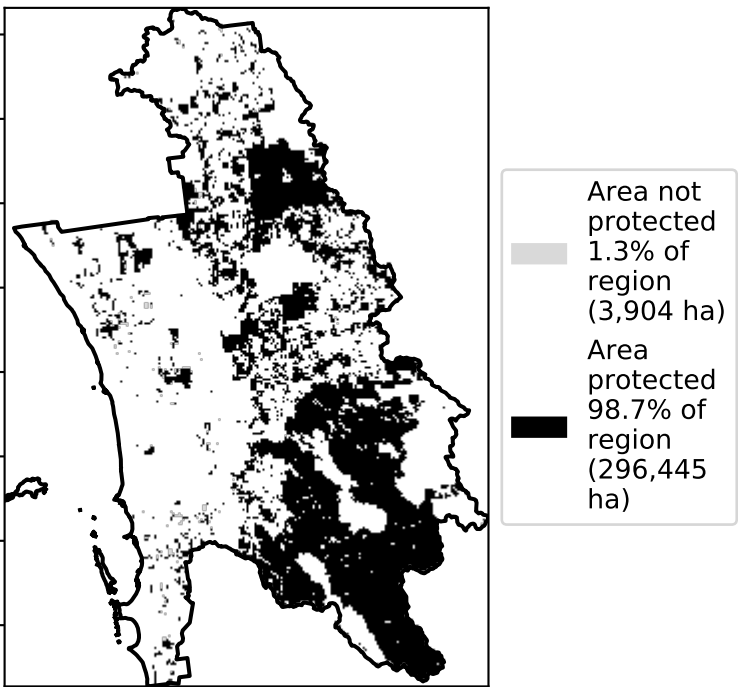 Area not
protected
1.3% of
region
(3,904 ha)
Area
protected
98.7% of
region
(296,445
ha)